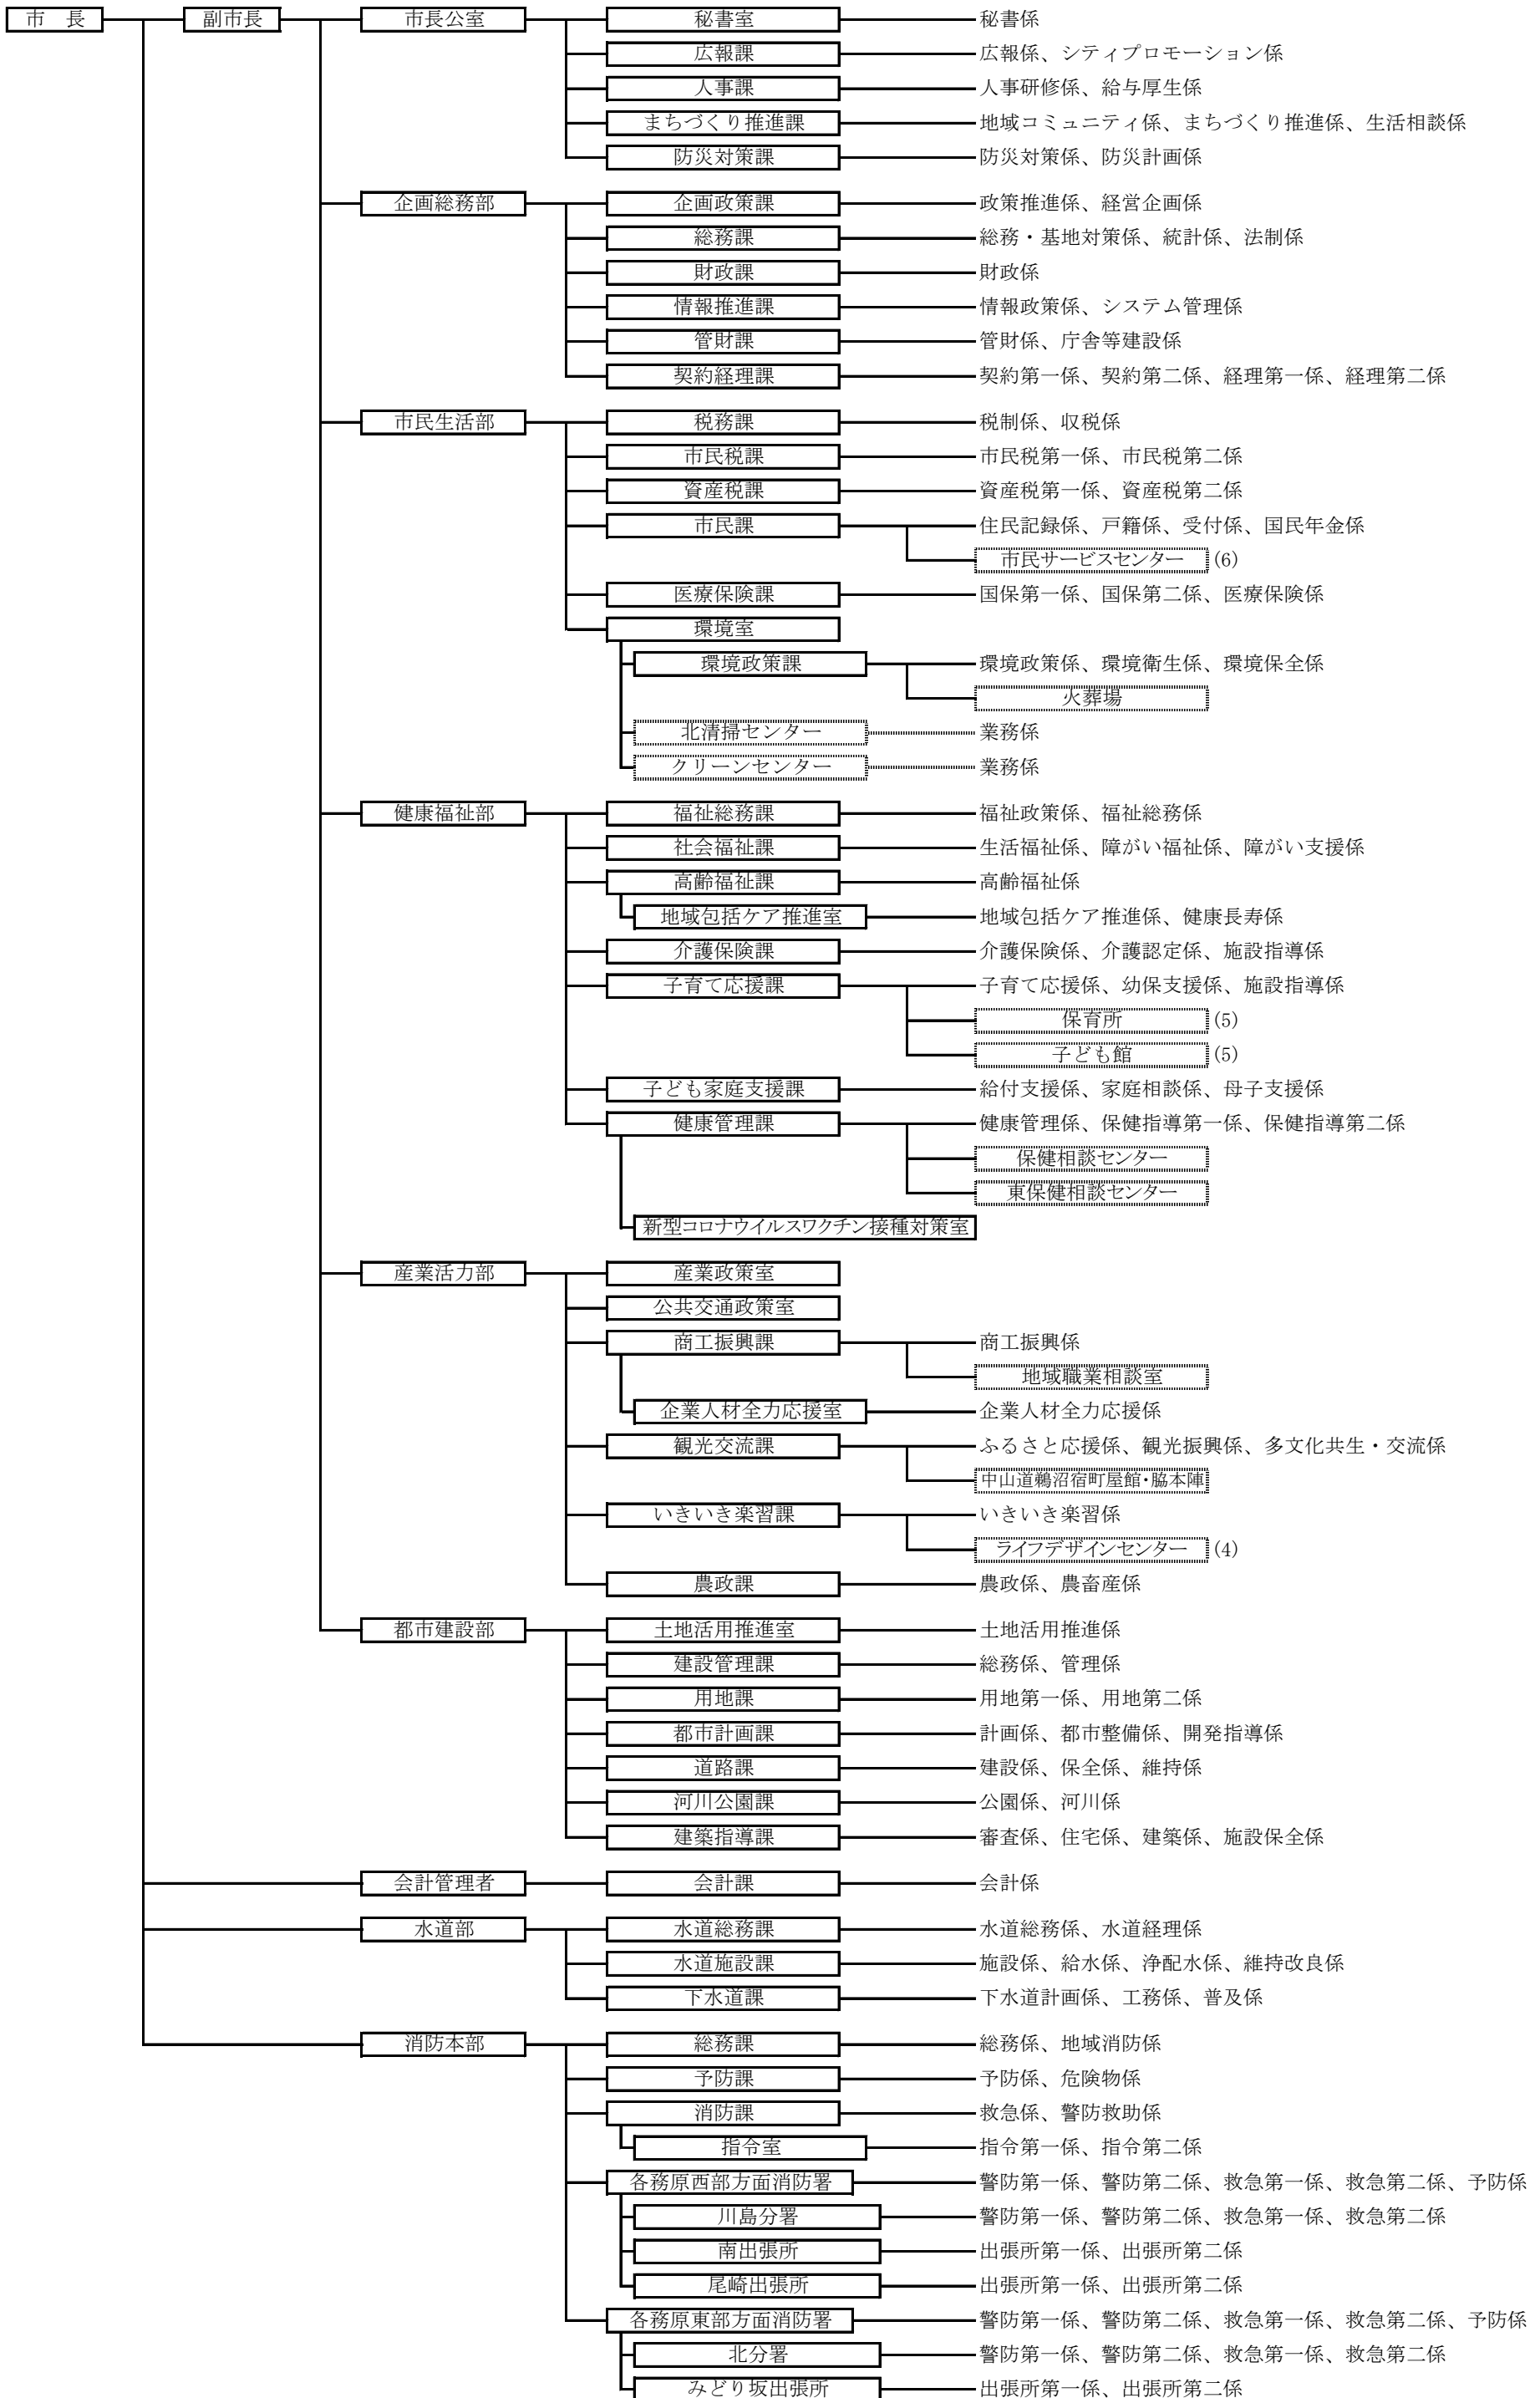 市　長 副市長 市長公室 秘書室 秘書係
広報課 広報係、シティプロモーション係
人事課 人事研修係、給与厚生係
まちづくり推進課 地域コミュニティ係、まちづくり推進係、生活相談係
防災対策課 防災対策係、防災計画係
企画総務部 企画政策課 政策推進係、経営企画係
総務課 総務・基地対策係、統計係、法制係
財政課 財政係
情報推進課 情報政策係、システム管理係
管財課 管財係、庁舎等建設係
契約経理課 契約第一係、契約第二係、経理第一係、経理第二係
市民生活部 税務課 税制係、収税係
市民税課 市民税第一係、市民税第二係
資産税課 資産税第一係、資産税第二係
市民課 住民記録係、戸籍係、受付係、国民年金係
市民サービスセンター (6)
医療保険課 国保第一係、国保第二係、医療保険係
環境室
環境政策課 環境政策係、環境衛生係、環境保全係
火葬場
北清掃センター 業務係
クリーンセンター 業務係
健康福祉部 福祉総務課 福祉政策係、福祉総務係
社会福祉課 生活福祉係、障がい福祉係、障がい支援係
高齢福祉課 高齢福祉係
地域包括ケア推進室 地域包括ケア推進係、健康長寿係
介護保険課 介護保険係、介護認定係、施設指導係
子育て応援課 子育て応援係、幼保支援係、施設指導係
保育所 (5)
子ども館 (5)
子ども家庭支援課 給付支援係、家庭相談係、母子支援係
健康管理課 健康管理係、保健指導第一係、保健指導第二係
保健相談センター
東保健相談センター
新型コロナウイルスワクチン接種対策室
産業活力部 産業政策室
公共交通政策室
商工振興課 商工振興係
地域職業相談室
企業人材全力応援室 企業人材全力応援係
観光交流課 ふるさと応援係、観光振興係、多文化共生・交流係
中山道鵜沼宿町屋館・脇本陣
いきいき楽習課 いきいき楽習係
ライフデザインセンター (4)
農政課 農政係、農畜産係
都市建設部 土地活用推進室 土地活用推進係
建設管理課 総務係、管理係
用地課 用地第一係、用地第二係
都市計画課 計画係、都市整備係、開発指導係
道路課 建設係、保全係、維持係
河川公園課 公園係、河川係
建築指導課 審査係、住宅係、建築係、施設保全係
会計管理者 会計課 会計係
水道部 水道総務課 水道総務係、水道経理係
水道施設課 施設係、給水係、浄配水係、維持改良係
下水道課 下水道計画係、工務係、普及係
消防本部 総務課 総務係、地域消防係
予防課 予防係、危険物係
消防課 救急係、警防救助係
指令室 指令第一係、指令第二係
各務原西部方面消防署 警防第一係、警防第二係、救急第一係、救急第二係、予防係
川島分署 警防第一係、警防第二係、救急第一係、救急第二係
南出張所 出張所第一係、出張所第二係
尾崎出張所 出張所第一係、出張所第二係
各務原東部方面消防署 警防第一係、警防第二係、救急第一係、救急第二係、予防係
北分署 警防第一係、警防第二係、救急第一係、救急第二係
みどり坂出張所 出張所第一係、出張所第二係